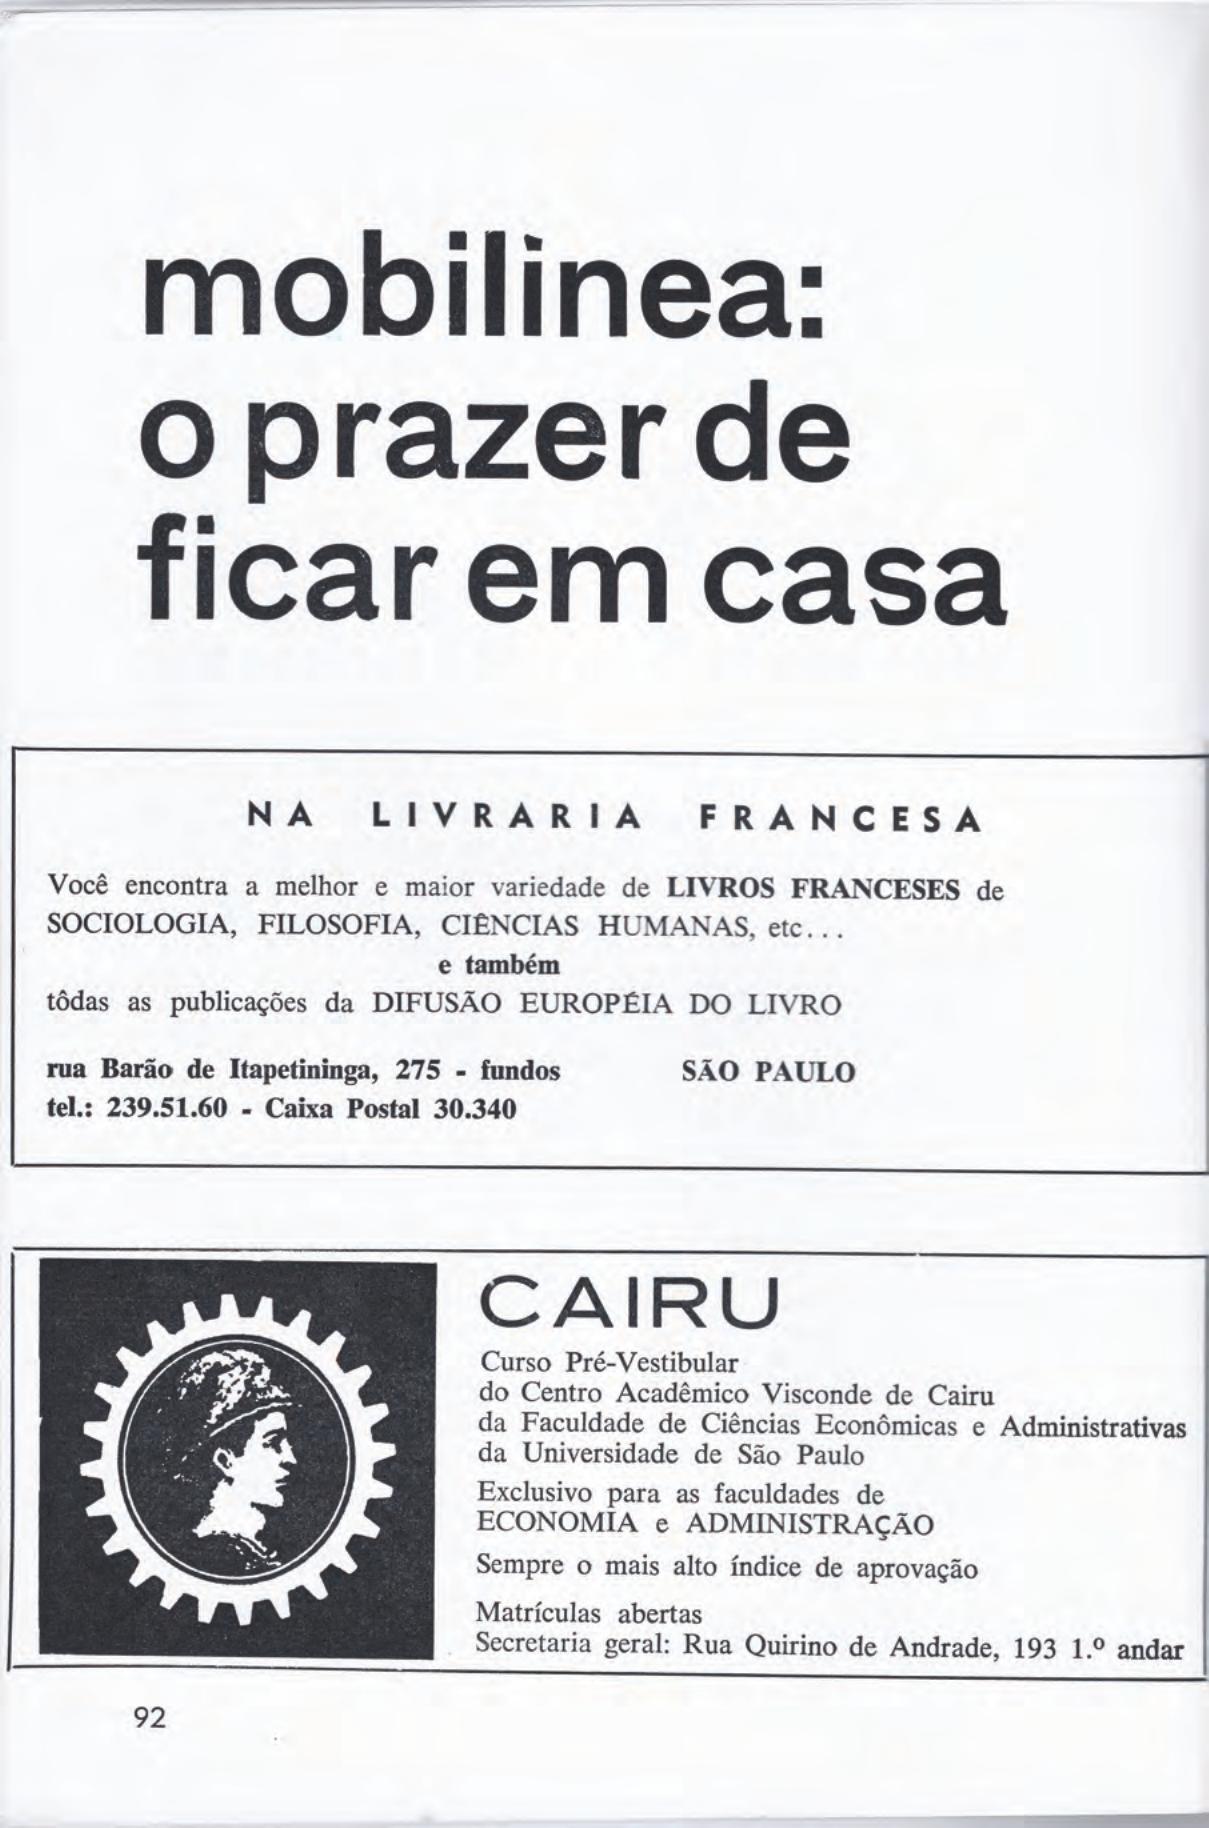 mobilìnea:
o prazer de
ficar em casa
NA LIVRARIA FRANCESA
Você encontra a melhor e maior variedade de LIVROS FRANCESES de
SOCIOLOGIA, FILOSOFIA, CIÊNCIAS HUMANAS, etc...
e também
tôdas as publicações da DIFUSÃO EUROPÉIA DO LIVRO
rua Barão de Itapetininga, 275 - fundos SÃO PAULO
tel.: 239.51.60 - Caixa Postal 30.340
CAIRU
Curso Pré-Vestibular
do Centro Acadêmico Visconde de Cairu
da Faculdade de Ciências Econômicas e Administrativas
da Universidade de São Paulo
Exclusivo para as faculdades de
ECONOMIA e ADMINISTRAÇÃO
Sempre o mais alto índice de aprovação
Matrículas abertas
Secretaria geral: Rua Quirino de Andrade, 193 1.º andar
92